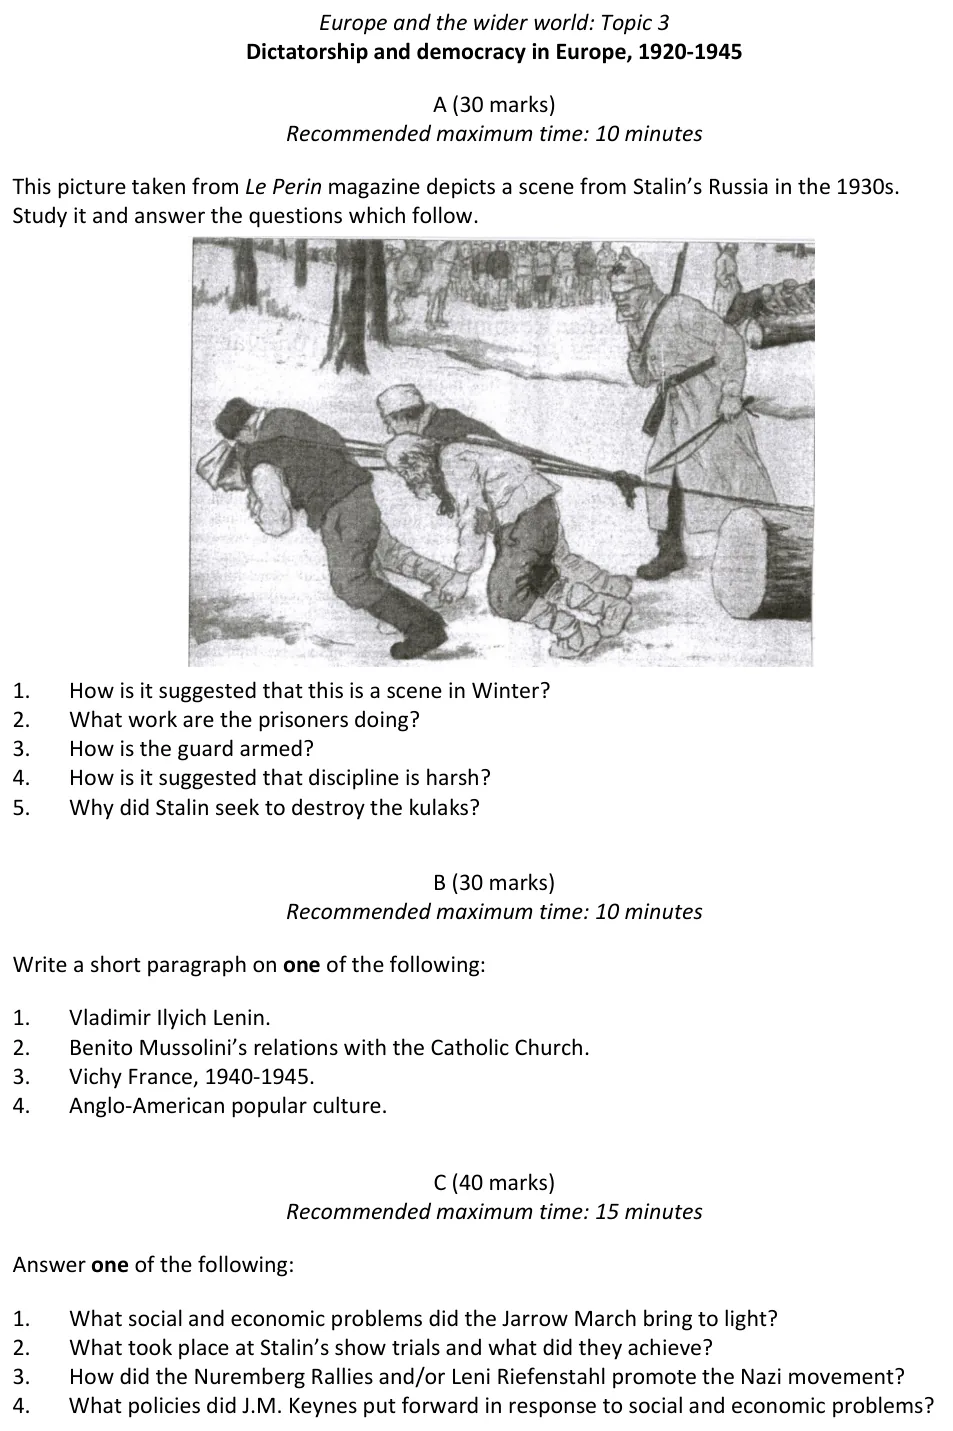 Europe and the wider world: Topic 3
Dictatorship and democracy in Europe, 1920-1945
A (30 marks)
Recommended maximum time: 10 minutes
This picture taken from Le Perin magazine depicts a scene from Stalin’s Russia in the 1930s.
Study it and answer the questions which follow.
1. How is it suggested that this is a scene in Winter?
2. What work are the prisoners doing?
3. How is the guard armed?
4. How is it suggested that discipline is harsh?
5. Why did Stalin seek to destroy the kulaks?
B (30 marks)
Recommended maximum time: 10 minutes
Write a short paragraph on one of the following:
1. Vladimir Ilyich Lenin.
2. Benito Mussolini’s relations with the Catholic Church.
3. Vichy France, 1940-1945.
4. Anglo-American popular culture.
C (40 marks)
Recommended maximum time: 15 minutes
Answer one of the following:
1. What social and economic problems did the Jarrow March bring to light?
2. What took place at Stalin’s show trials and what did they achieve?
3. How did the Nuremberg Rallies and/or Leni Riefenstahl promote the Nazi movement?
4. What policies did J.M. Keynes put forward in response to social and economic problems?